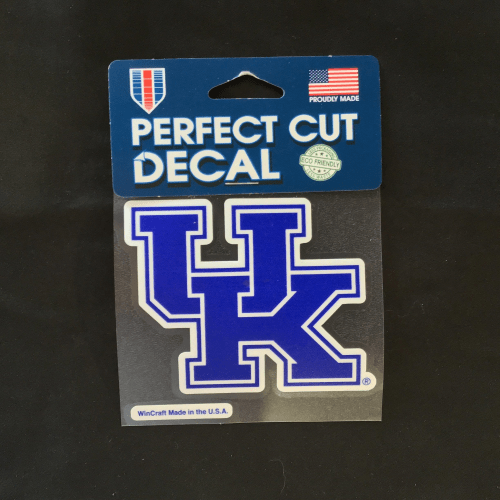 PROUDLY MADE
PERFECT CUT
DECAL
ECO FRIENDLY
UK
®
WinCraft Made in the U.S.A.